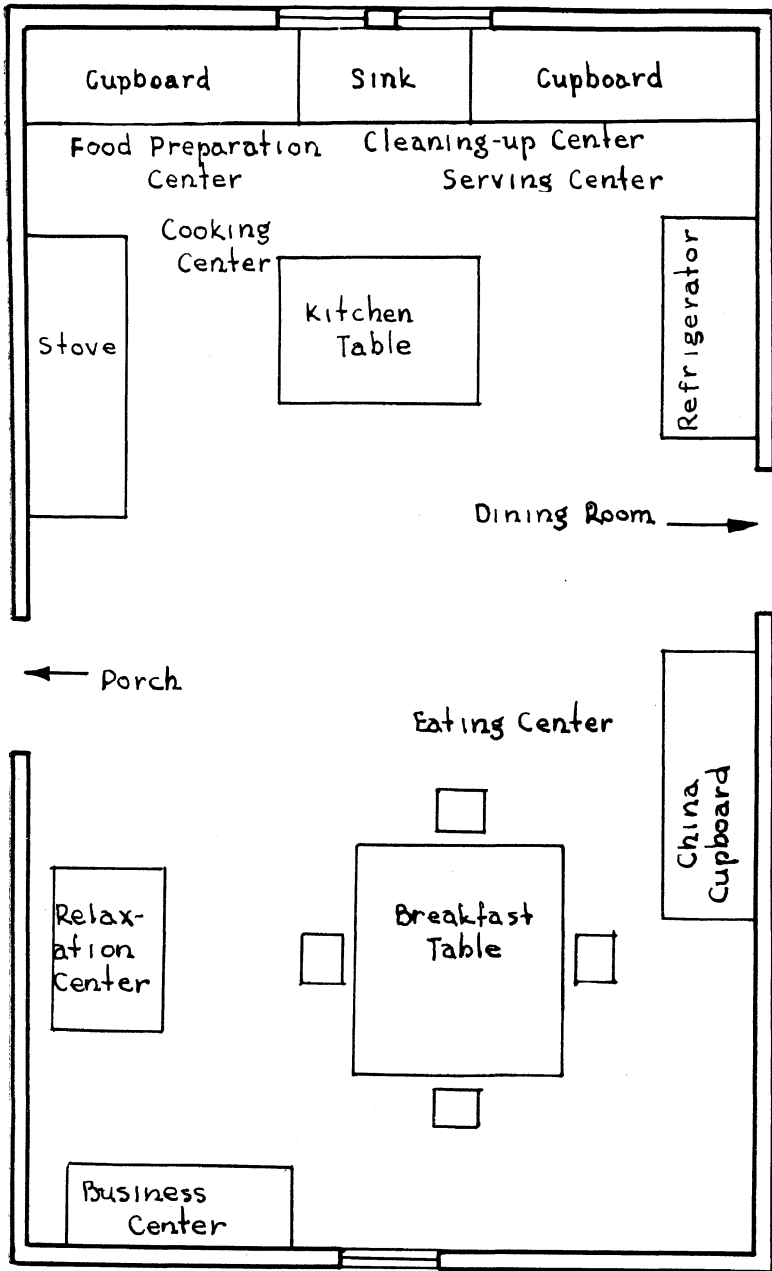 Cupboard
Sink
Cupboard
Food Preparation
Center
Cleaning-up Center
Serving Center
Cooking
Center
Kitchen
Table
Stove
Refrigerator
Dining Room
Porch
Eating Center
China
Cupboard
Breakfast
Table
Relax-
ation
Center
Business
Center